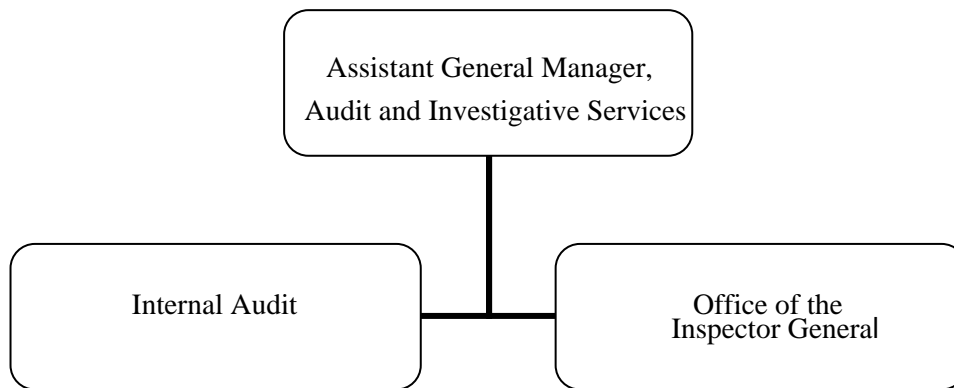 Assistant General Manager,
Audit and Investigative Services
Internal Audit
Office of the
Inspector General